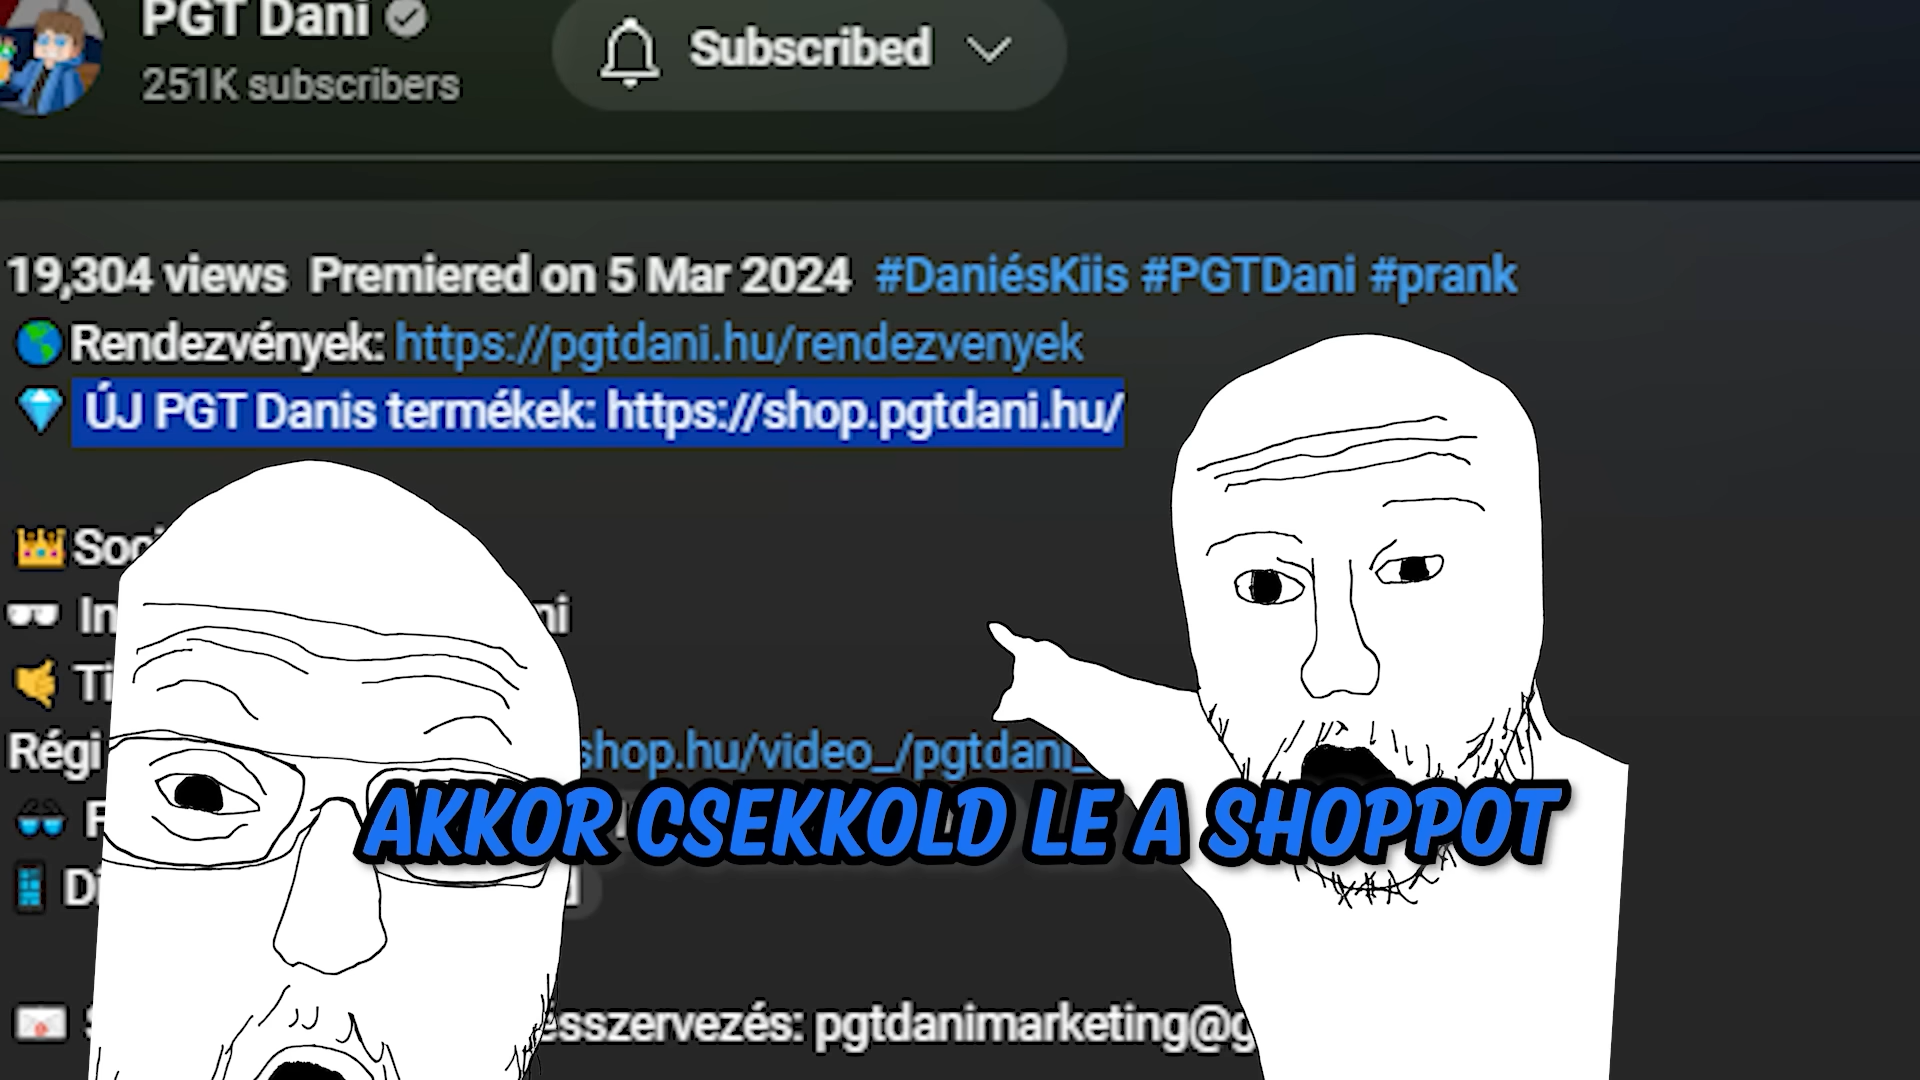 PGT Dani
251K subscribers
Subscribed
19,304 views Premiered on 5 Mar 2024 #DaniésKiis #PGTDani #prank
Rendezvények: https://pgtdani.hu/rendezvenyek
ÚJ PGT Danis termékek: https://shop.pgtdani.hu/
Régi shop.hu/video_/pgtdani_
AKKOR CSEKKOLD LE A SHOPPOT
pgtdanimarketing@g